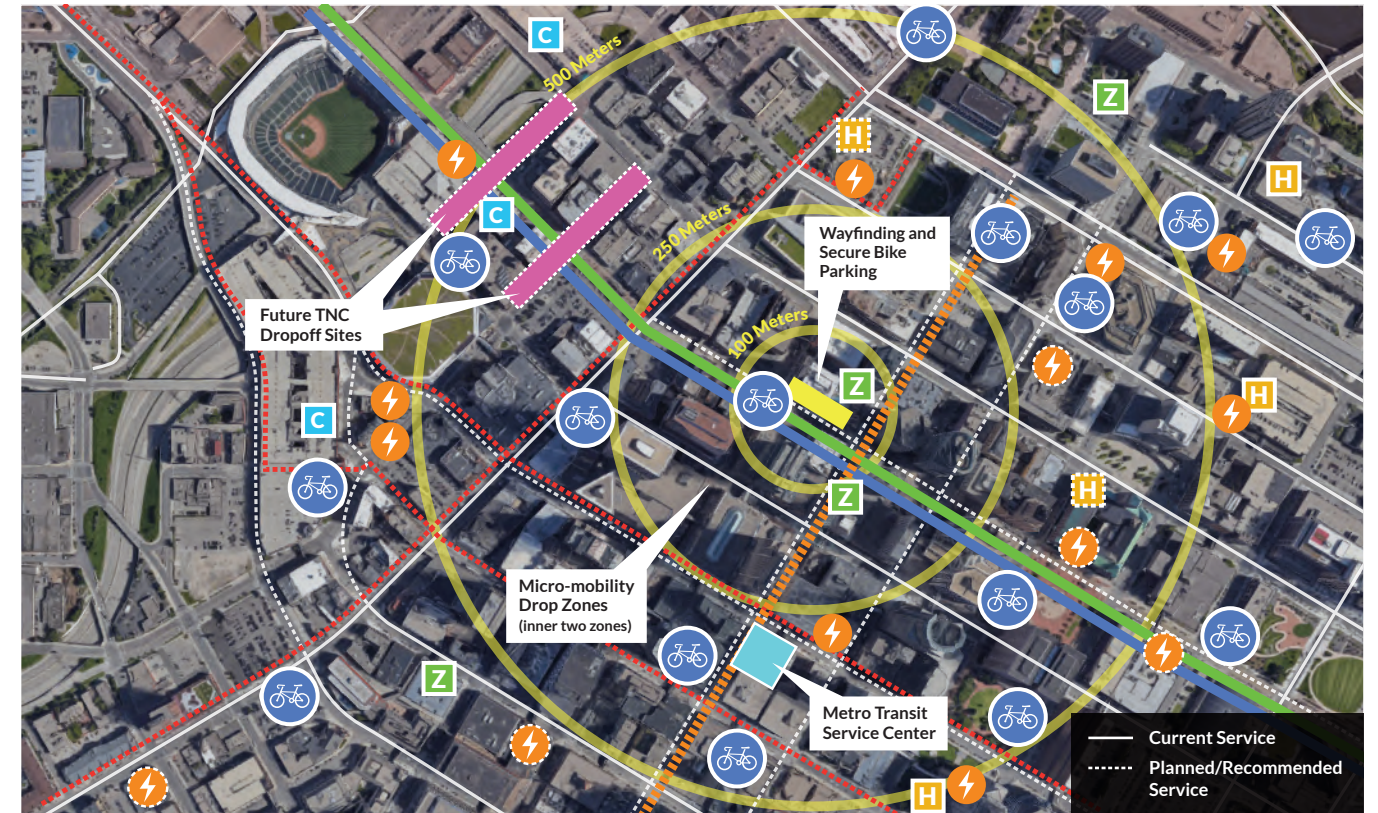 C
500 Meters
Z
H
H
C
250 Meters
Wayfinding and
Secure Bike
Parking
Future TNC
Dropoff Sites
100 Meters
Z
H
C
H
Z
Micro-mobility
Drop Zones
(inner two zones)
Z
Metro Transit
Service Center
H
Current Service
Planned/Recommended
Service